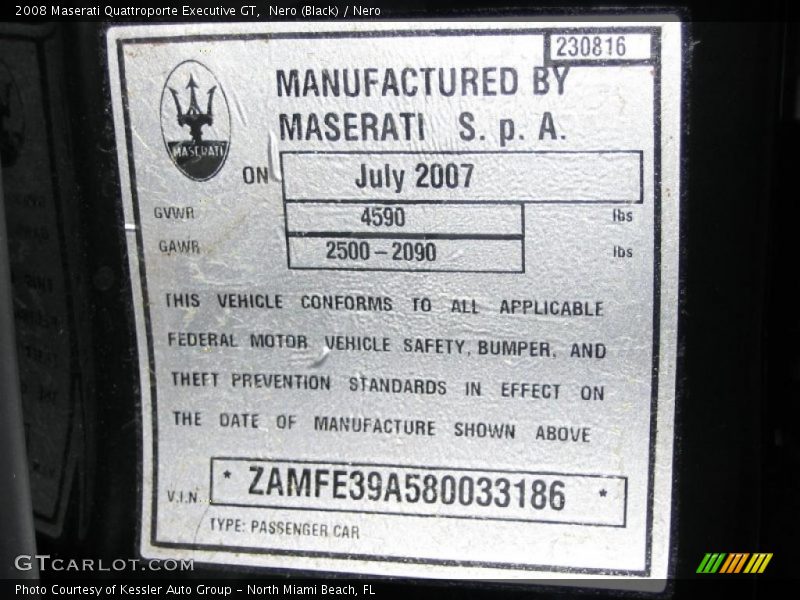 2008 Maserati Quattroporte Executive GT,  Nero (Black) / Nero
230816
MANUFACTURED BY
MASERATI S. p. A.
MASERATI
ON July 2007
GVWR 4590 lbs
GAWR 2500 - 2090 lbs
THIS VEHICLE CONFORMS TO ALL APPLICABLE
FEDERAL MOTOR VEHICLE SAFETY, BUMPER, AND
THEFT PREVENTION STANDARDS IN EFFECT ON
THE DATE OF MANUFACTURE SHOWN ABOVE
V.I.N. * ZAMFE39A580033186 *
TYPE: PASSENGER CAR
GTCARLOT.COM
Photo Courtesy of Kessler Auto Group - North Miami Beach, FL